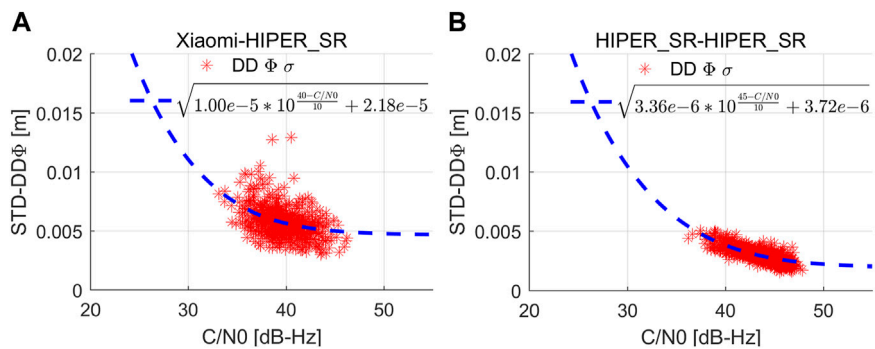 A
Xiaomi-HIPER_SR
0.02
0.015
0.01
0.005
0
STD-DDΦ [m]
DD Φ σ
√(1.00e−5 ∗ 10^((40−C/N0)/10) + 2.18e−5)
20 30 40 50
C/N0 [dB-Hz]
B
HIPER_SR-HIPER_SR
0.02
0.015
0.01
0.005
0
STD-DDΦ [m]
DD Φ σ
√(3.36e−6 ∗ 10^((45−C/N0)/10) + 3.72e−6)
20 30 40 50
C/N0 [dB-Hz]